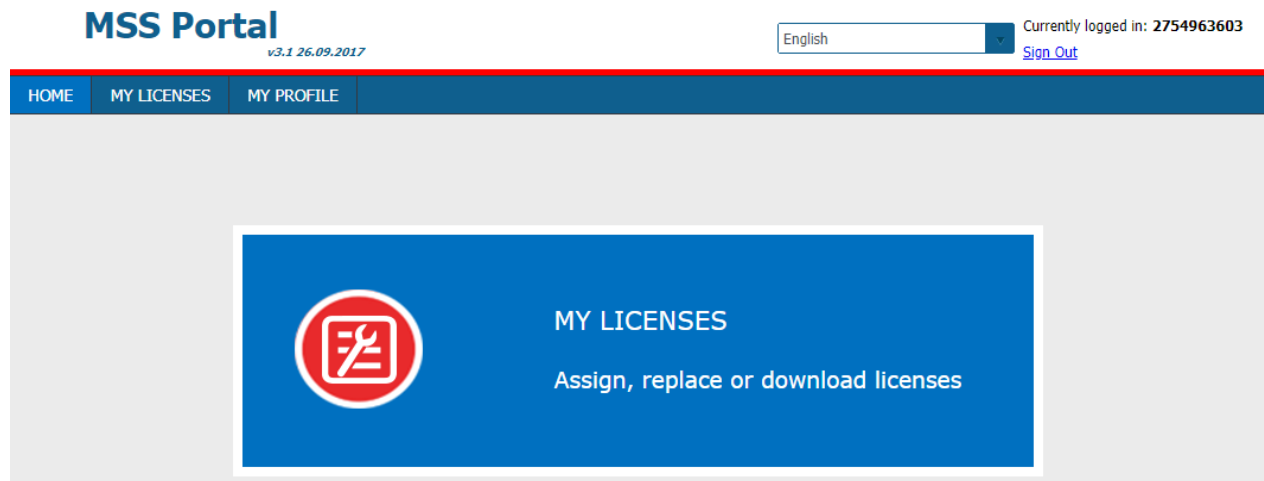 MSS Portal
v3.1 26.09.2017
English
Currently logged in: 2754963603
Sign Out
HOME MY LICENSES MY PROFILE
MY LICENSES
Assign, replace or download licenses